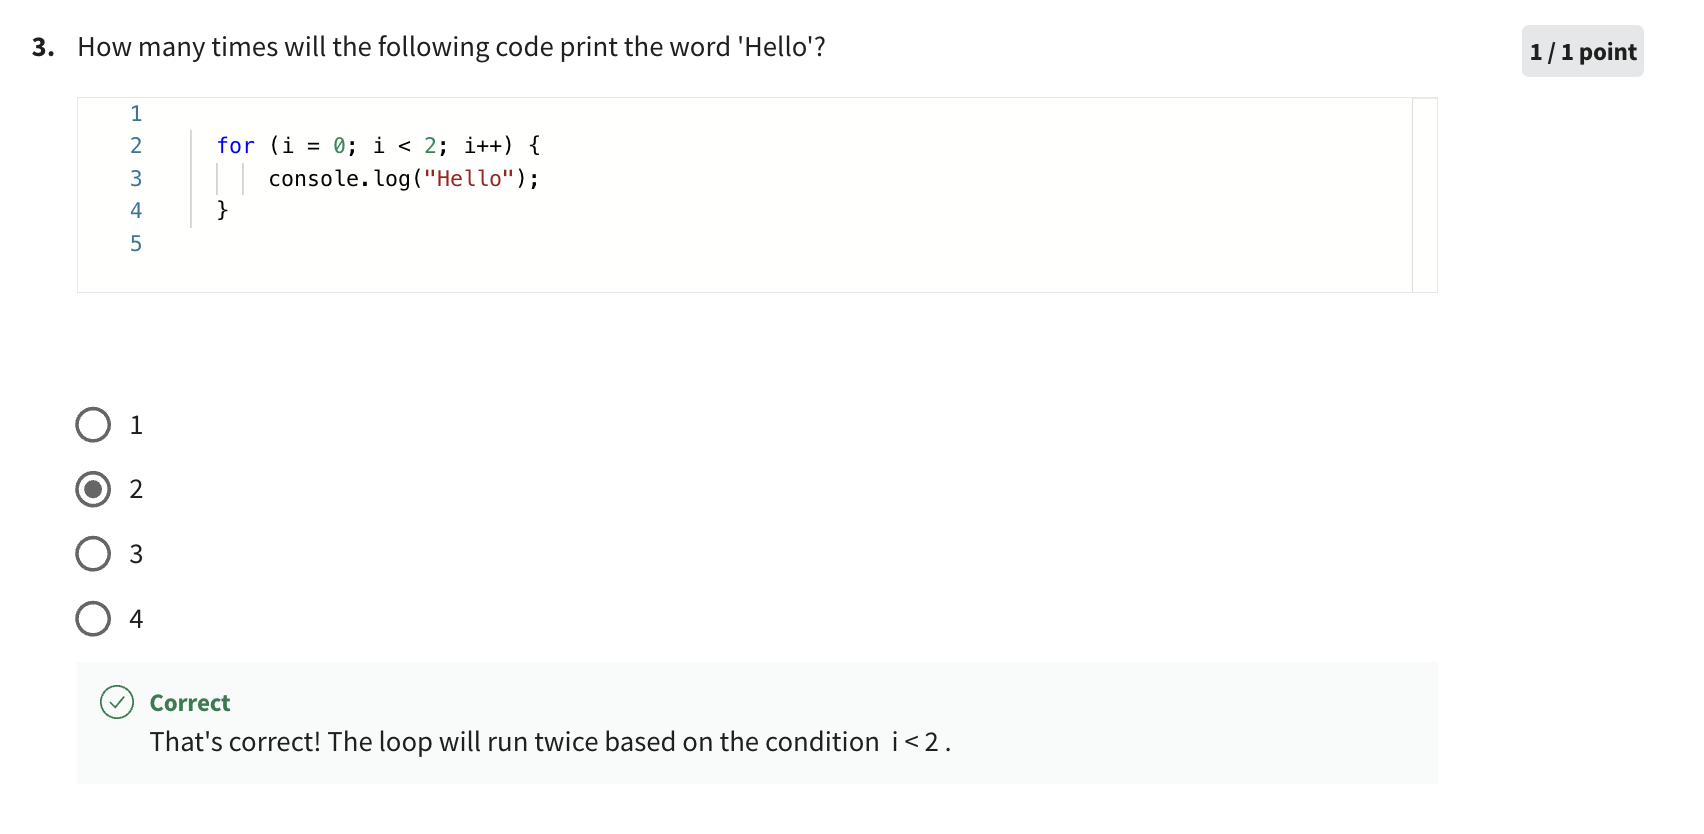 3. How many times will the following code print the word 'Hello'?
1 / 1 point
1
2 for (i = 0; i < 2; i++) {
3 console.log("Hello");
4 }
5
1
2
3
4
Correct
That's correct! The loop will run twice based on the condition i < 2 .